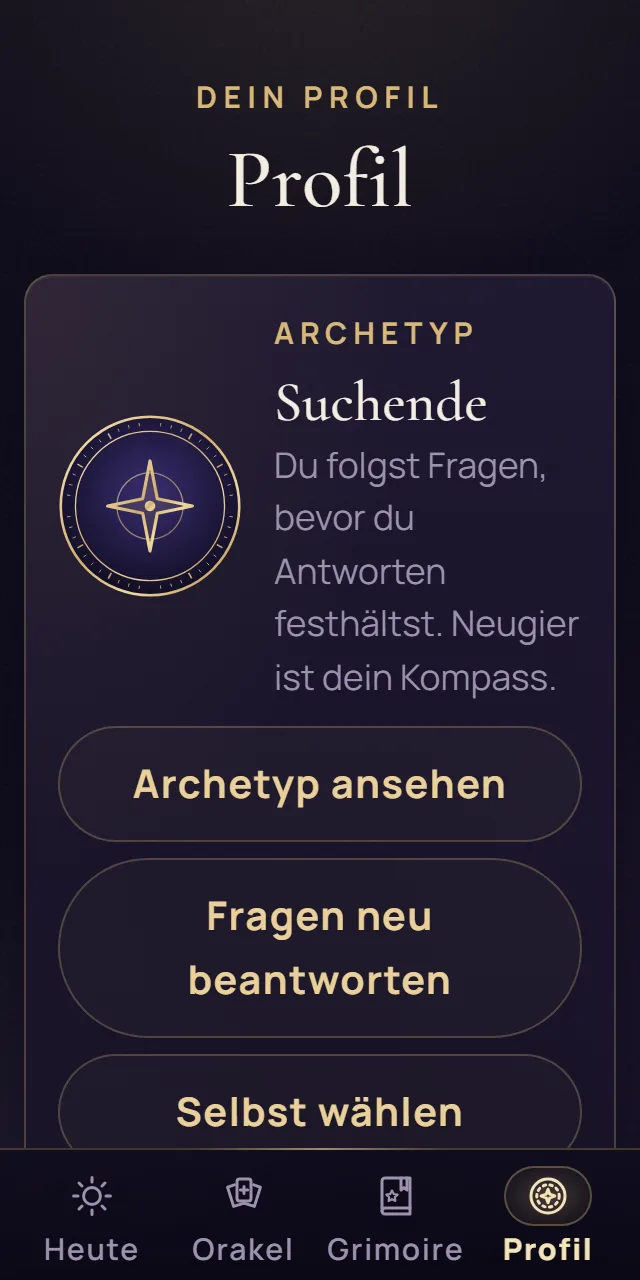 DEIN PROFIL
Profil
ARCHETYP
Suchende
Du folgst Fragen,
bevor du
Antworten
festhältst. Neugier
ist dein Kompass.
Archetyp ansehen
Fragen neu
beantworten
Selbst wählen
Heute
Orakel
Grimoire
Profil